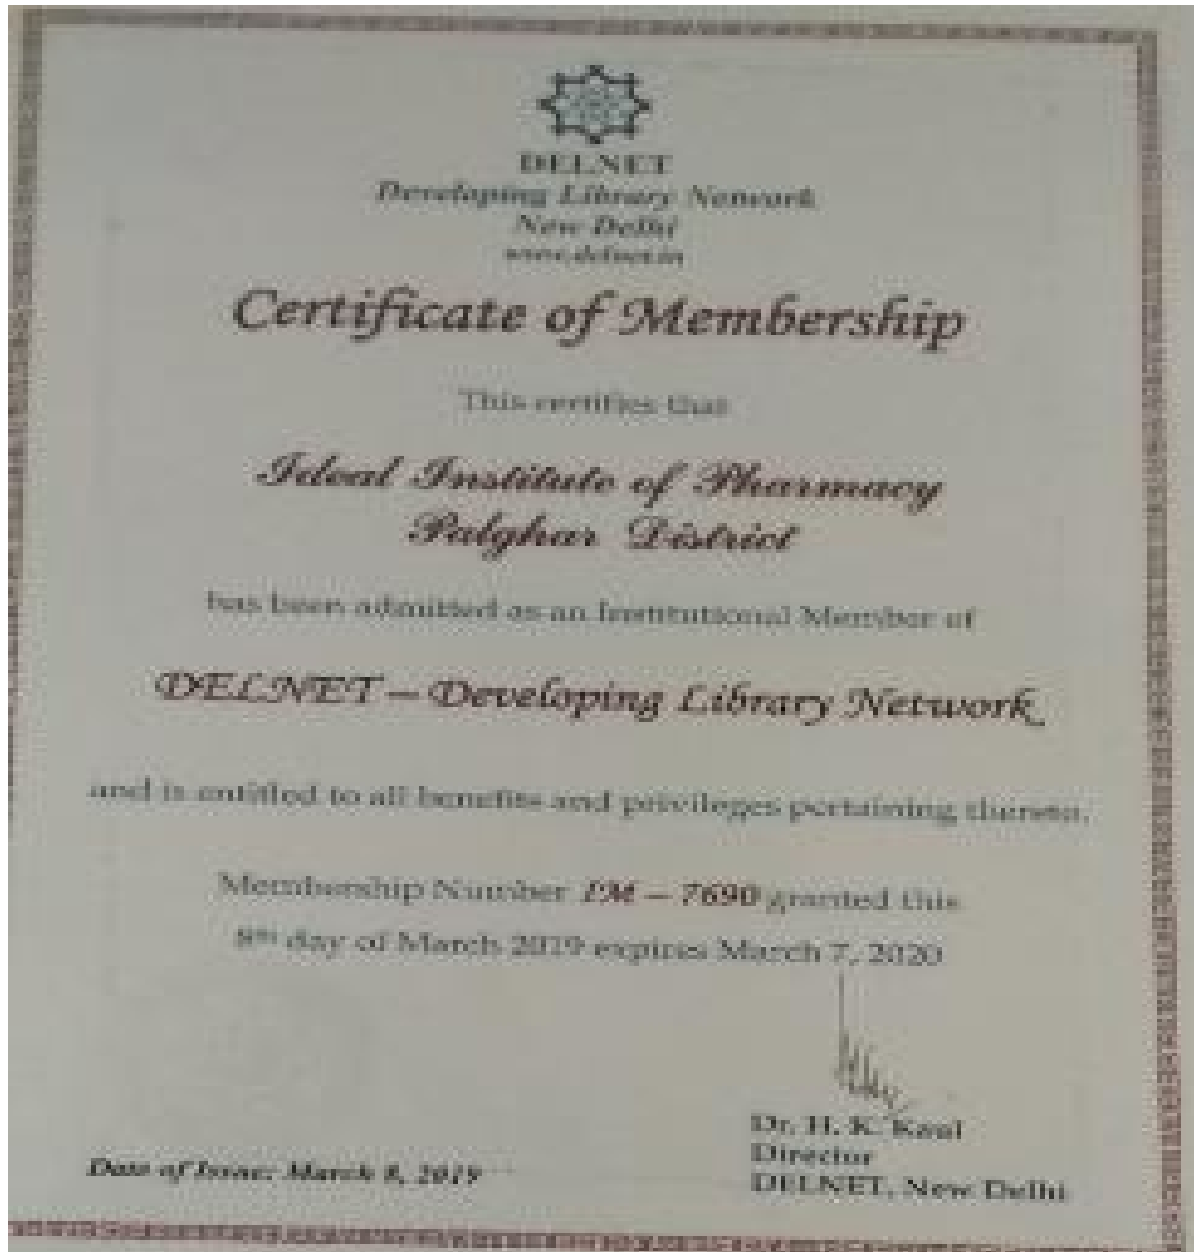 DELNET
Developing Library Network
New Delhi
www.delnet.in
Certificate of Membership
This certifies that
Ideal Institute of Pharmacy
Palghar District
has been admitted as an Institutional Member of
DELNET – Developing Library Network
and is entitled to all benefits and privileges pertaining thereto.
Membership Number IM – 7690 granted this
8th day of March 2019 expires March 7, 2020
Dr. H. K. Kaul
Director
DELNET, New Delhi
Date of Issue: March 8, 2019